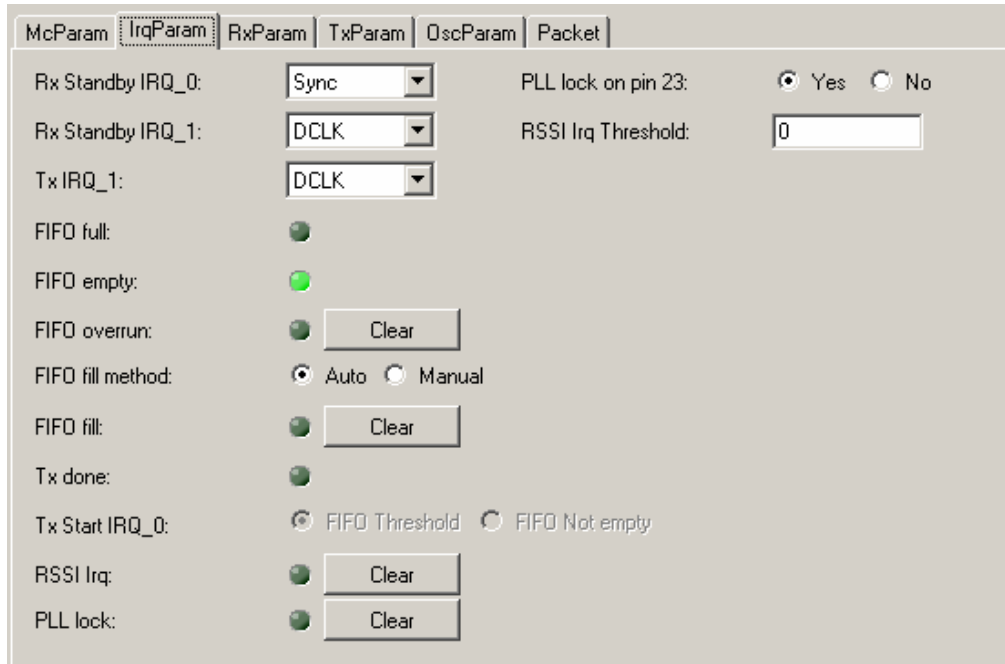 McParam IrqParam RxParam TxParam OscParam Packet
Rx Standby IRQ_0: Sync PLL lock on pin 23: Yes No
Rx Standby IRQ_1: DCLK RSSI Irq Threshold: 0
Tx IRQ_1: DCLK
FIFO full:
FIFO empty:
FIFO overrun: Clear
FIFO fill method: Auto Manual
FIFO fill: Clear
Tx done:
Tx Start IRQ_0: FIFO Threshold FIFO Not empty
RSSI Irq: Clear
PLL lock: Clear